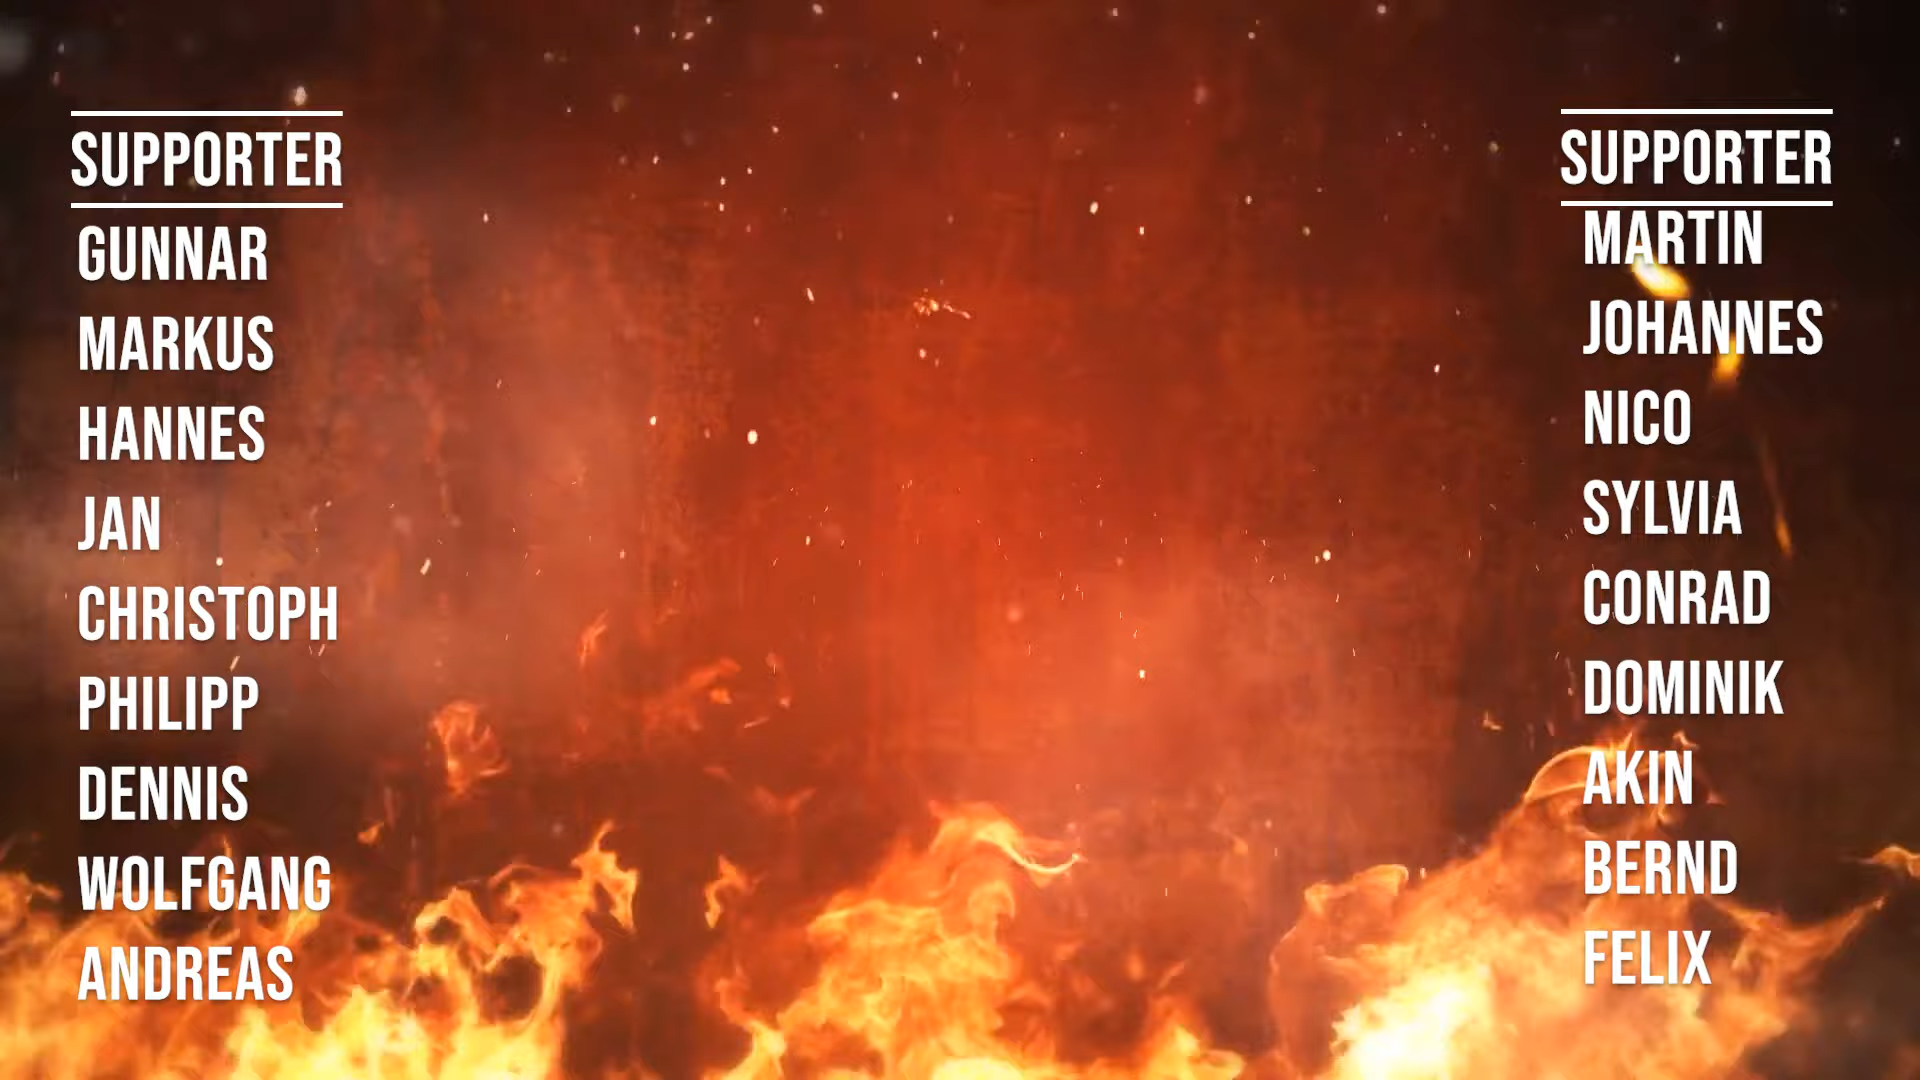 SUPPORTER
GUNNAR
MARKUS
HANNES
JAN
CHRISTOPH
PHILIPP
DENNIS
WOLFGANG
ANDREAS
SUPPORTER
MARTIN
JOHANNES
NICO
SYLVIA
CONRAD
DOMINIK
AKIN
BERND
FELIX